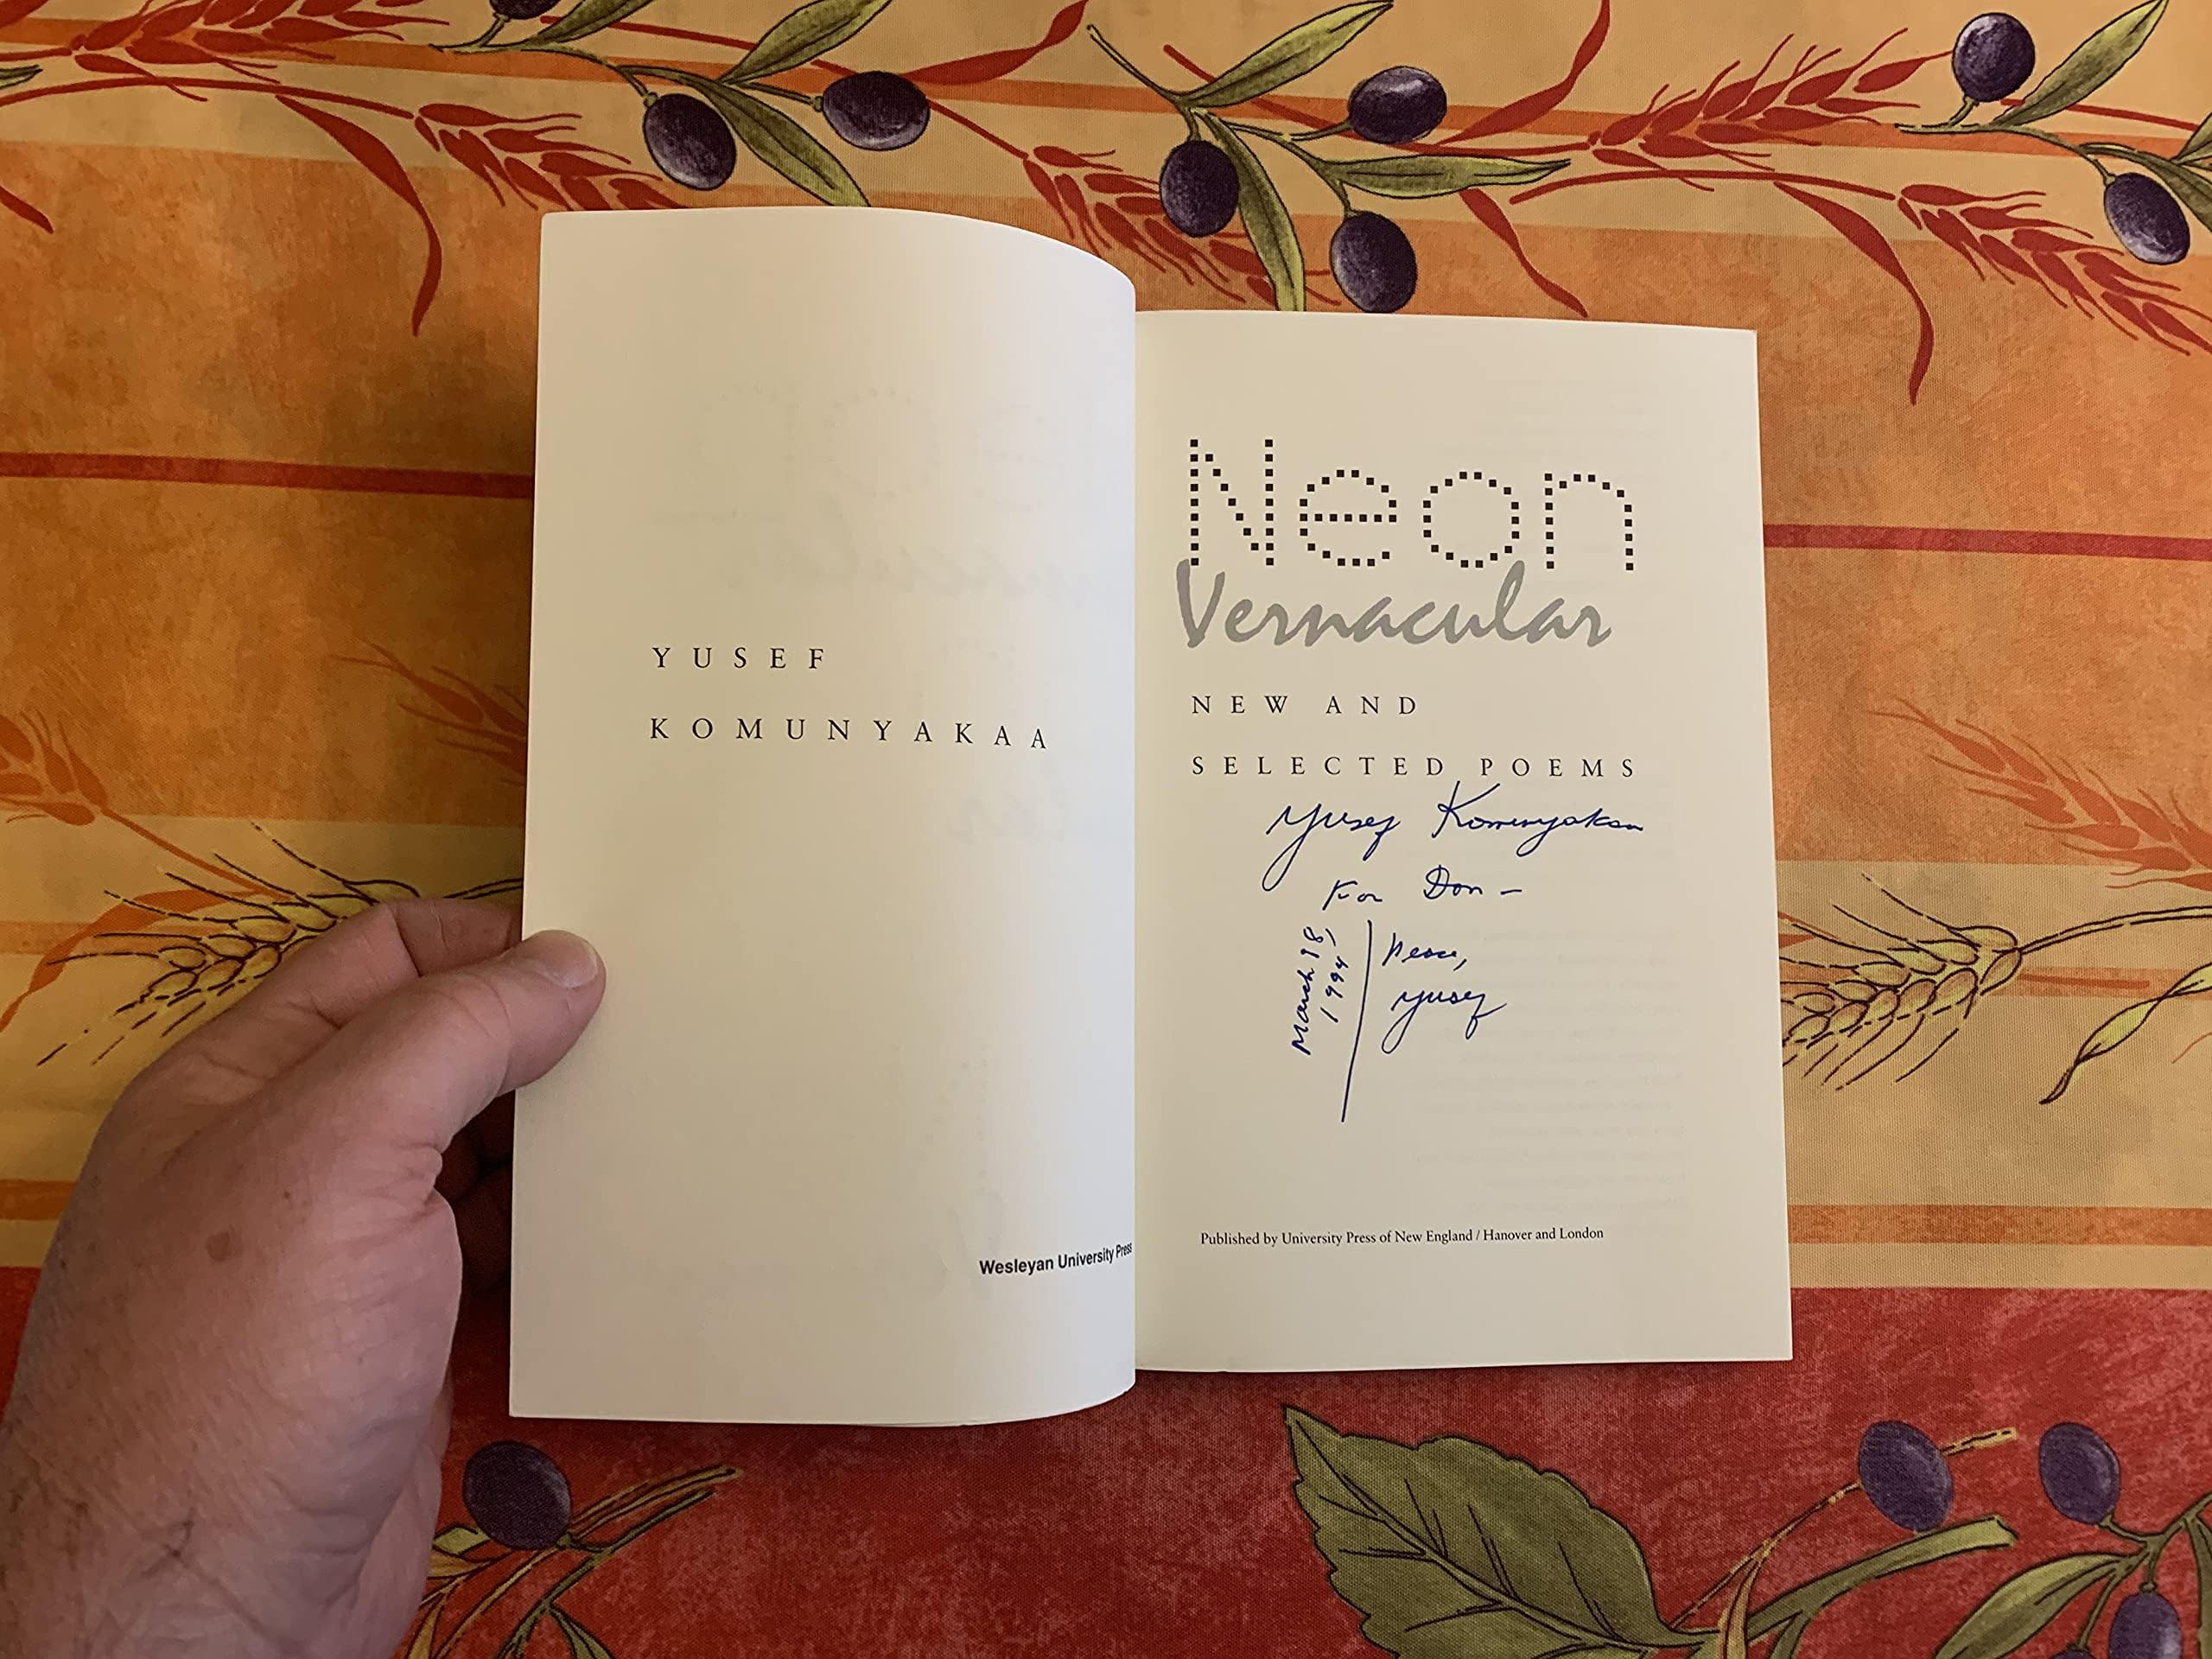 YUSEF
KOMUNYAKAA
Wesleyan University Press
Neon
Vernacular
NEW AND
SELECTED POEMS
Yusef Komunyakaa
For Don –
March 18,
1994
Peace,
Yusef
Published by University Press of New England / Hanover and London